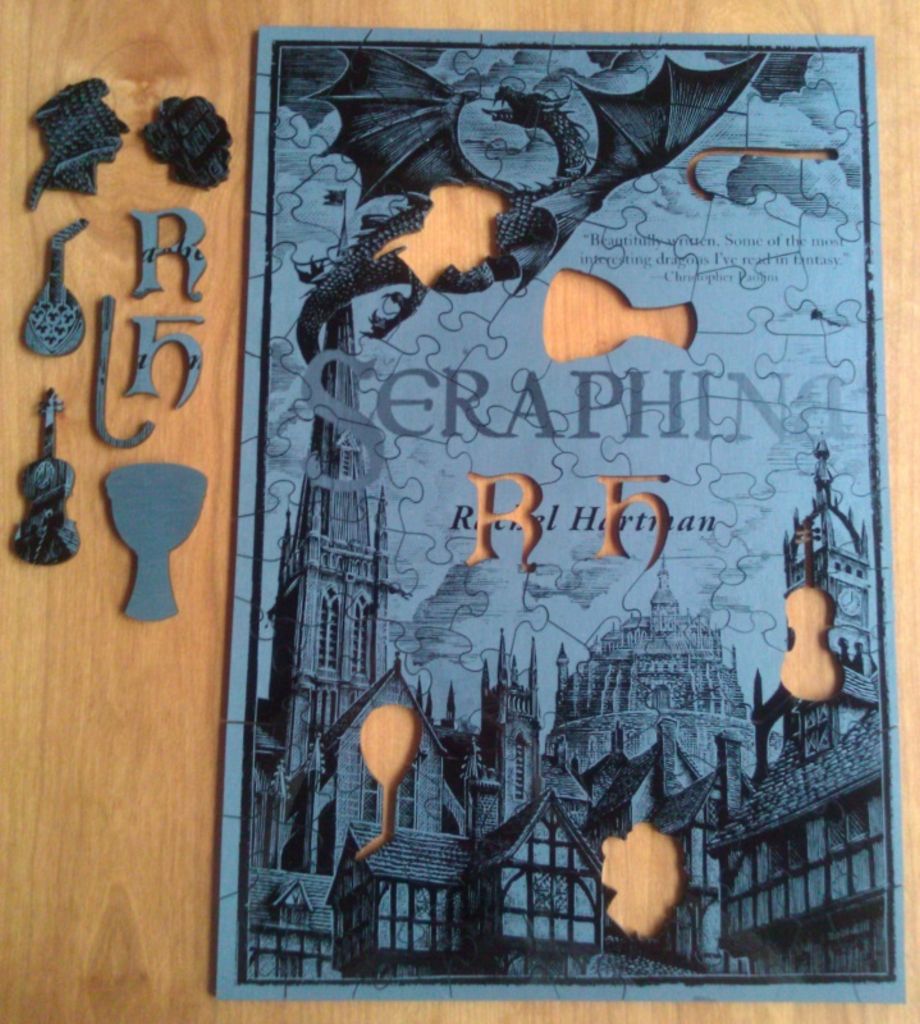 R
H
"Beautifully written. Some of the most
interesting dragons I've read in fantasy."
—Christopher Paolini
SERAPHINA
R H
Rachel Hartman